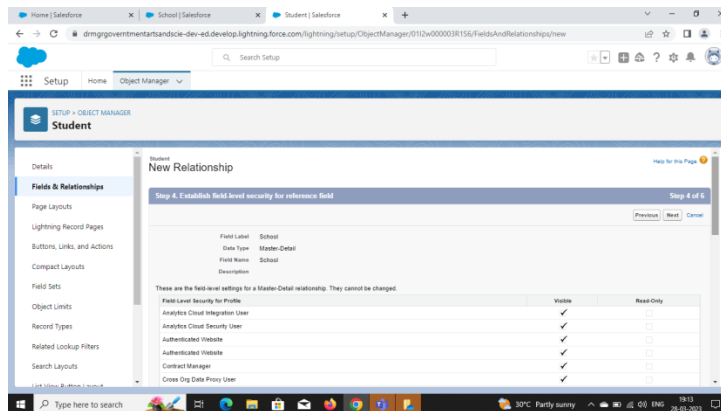 Home | Salesforce
School | Salesforce
Student | Salesforce
drmgrgoverntmentartsandscie-dev-ed.develop.lightning.force.com/lightning/setup/ObjectManager/01I2w000003R1S6/FieldsAndRelationships/new
Search Setup
Setup Home Object Manager
SETUP > OBJECT MANAGER
Student
Details
Fields & Relationships
Page Layouts
Lightning Record Pages
Buttons, Links, and Actions
Compact Layouts
Field Sets
Object Limits
Record Types
Related Lookup Filters
Search Layouts
List View Button Layout
Student
New Relationship
Help for this Page
Step 4. Establish field level security for reference field Step 4 of 6
Previous Next Cancel
Field Label School
Data Type Master-Detail
Field Name School
Description
These are the field-level settings for a Master-Detail relationship. They cannot be changed.
Field-Level Security for Profile Visible Read-Only
Analytics Cloud Integration User
Analytics Cloud Security User
Authenticated Website
Authenticated Website
Contract Manager
Cross Org Data Proxy User
Type here to search
30°C Partly sunny
ENG
19:13
28-03-2023